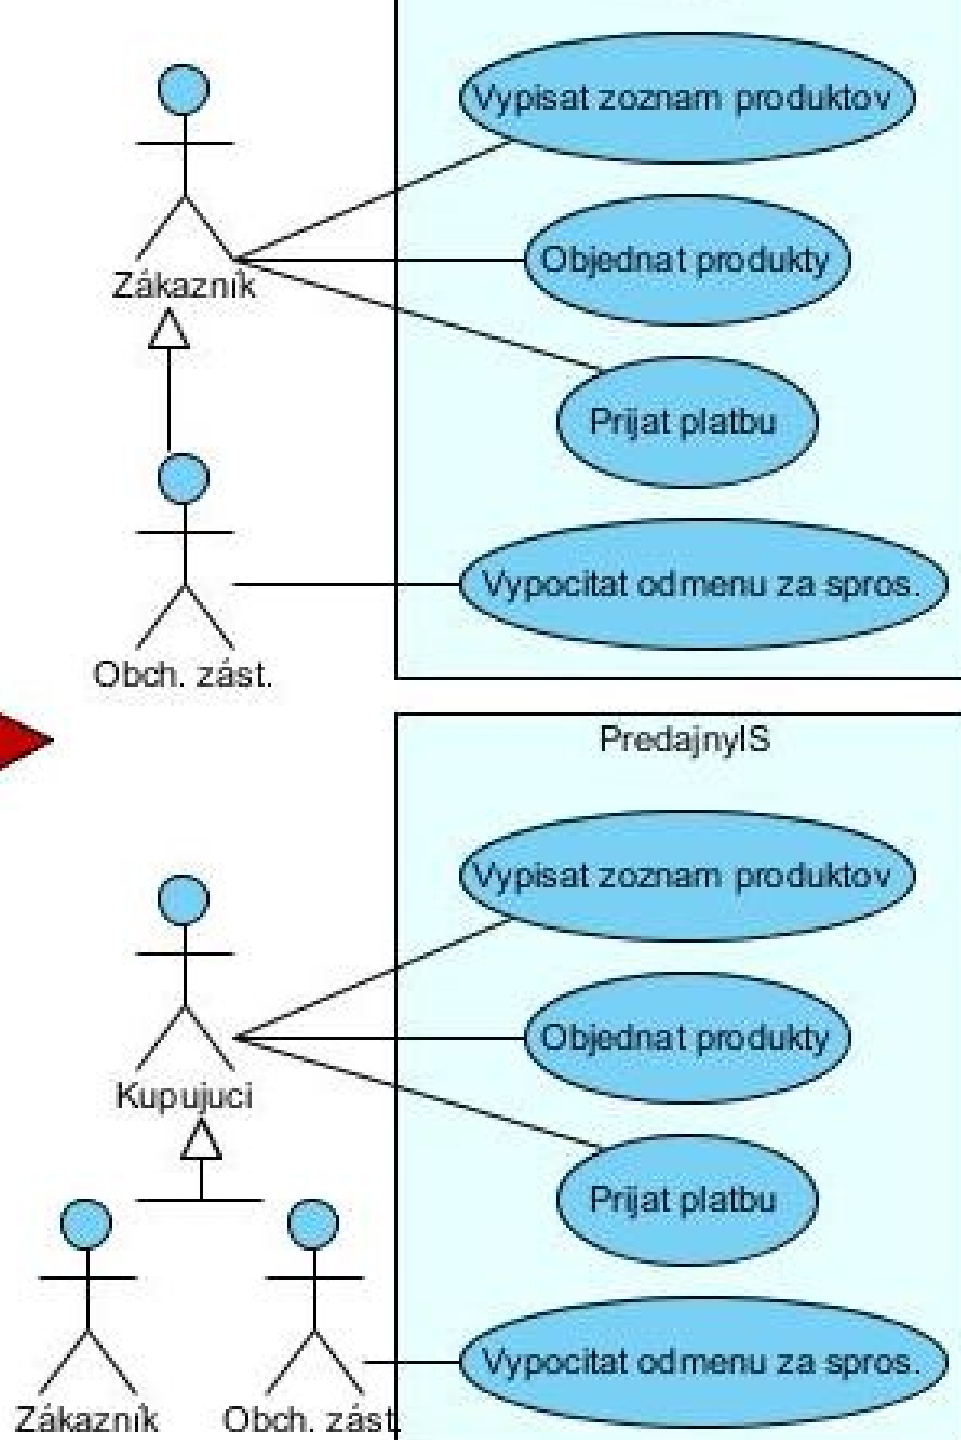 Vypisat zoznam produktov
Objednat produkty
Zákazník
Prijat platbu
Vypocitat odmenu za spros.
Obch. zást.
PredajnyIS
Vypisat zoznam produktov
Objednat produkty
Kupujuci
Prijat platbu
Vypocitat odmenu za spros.
Zákazník
Obch. zást